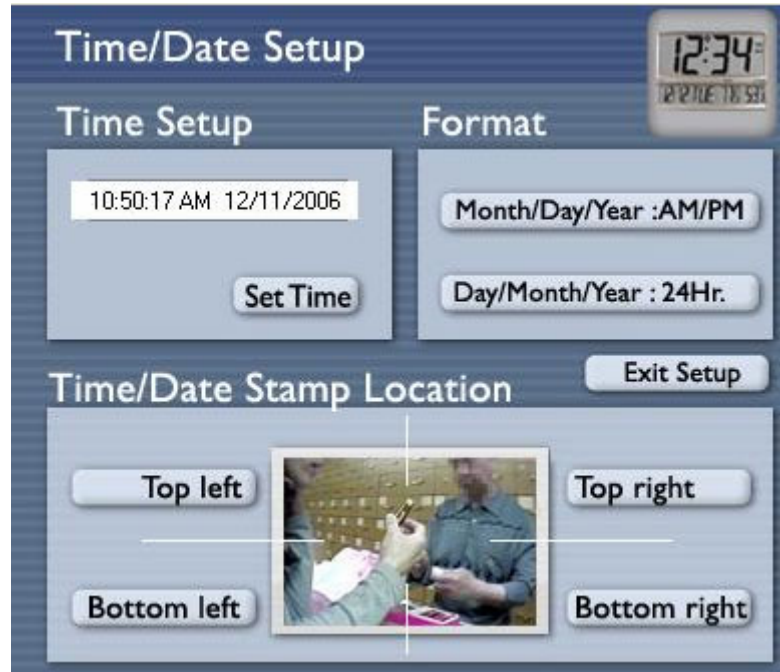 Time/Date Setup
12:34
Time Setup
Format
10:50:17 AM 12/11/2006
Month/Day/Year :AM/PM
Set Time
Day/Month/Year : 24Hr.
Exit Setup
Time/Date Stamp Location
Top left
Top right
Bottom left
Bottom right